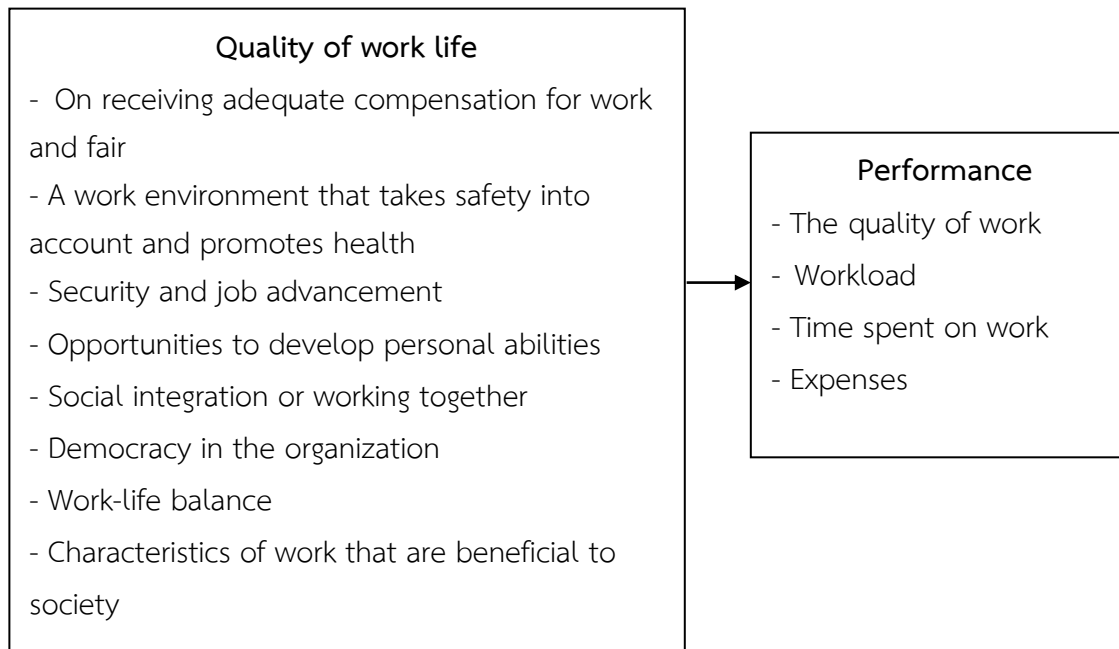 Quality of work life
- On receiving adequate compensation for work
and fair
- A work environment that takes safety into
account and promotes health
- Security and job advancement
- Opportunities to develop personal abilities
- Social integration or working together
- Democracy in the organization
- Work-life balance
- Characteristics of work that are beneficial to
society
Performance
- The quality of work
- Workload
- Time spent on work
- Expenses